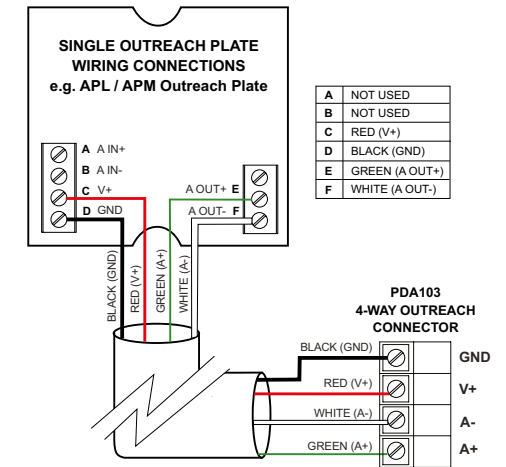 SINGLE OUTREACH PLATE
WIRING CONNECTIONS
e.g. APL / APM Outreach Plate
A NOT USED
B NOT USED
C RED (V+)
D BLACK (GND)
E GREEN (A OUT+)
F WHITE (A OUT-)
A A IN+
B A IN-
C V+
D GND
A OUT+ E
A OUT- F
BLACK (GND)
RED (V+)
GREEN (A+)
WHITE (A-)
PDA103
4-WAY OUTREACH
CONNECTOR
BLACK (GND) GND
RED (V+) V+
WHITE (A-) A-
GREEN (A+) A+